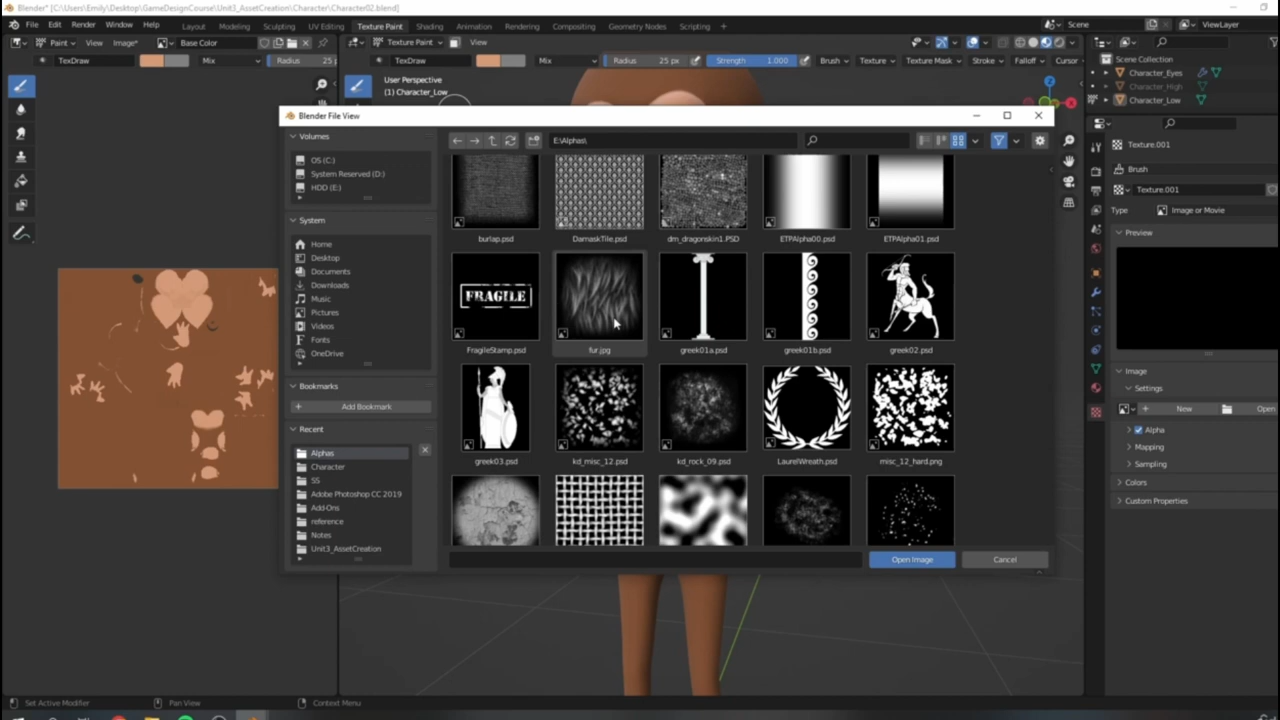 Blender* [C:\Users\Emily\Desktop\GameDesignCourse\Unit3_AssetCreation\Character\Character02.blend]
File Edit Render Window Help Layout Modeling Sculpting UV Editing Texture Paint Shading Animation Rendering Compositing Geometry Nodes Scripting + Scene ViewLayer
Paint View Image* Base Color Texture Paint View
TexDraw Mix Radius 25 p TexDraw Mix Radius 25 px Strength 1.000 Brush Texture Texture Mask Stroke Falloff Cursor
User Perspective
(1) Character_Low
Scene Collection
Character_Eyes
Character_High
Character_Low
Blender File View
Volumes
OS (C:)
System Reserved (D:)
HDD (E:)
System
Home
Desktop
Documents
Downloads
Music
Pictures
Videos
Fonts
OneDrive
Bookmarks
Add Bookmark
Recent
Alphas
Character
SS
Adobe Photoshop CC 2019
Add-Ons
reference
Notes
Unit3_AssetCreation
E:\Alphas\
burlap.psd DamaskTile.psd dm_dragonskin1.PSD ETPAlpha00.psd ETPAlpha01.psd
FRAGILE
FragileStamp.psd fur.jpg greek01a.psd greek01b.psd greek02.psd
greek03.psd kd_misc_12.psd kd_rock_09.psd LaurelWreath.psd misc_12_hard.png
Open Image Cancel
Texture.001
Brush
Texture.001
Type Image or Movie
Preview
Image
Settings
New Open
Alpha
Mapping
Sampling
Colors
Custom Properties
Set Active Modifier Pan View Context Menu